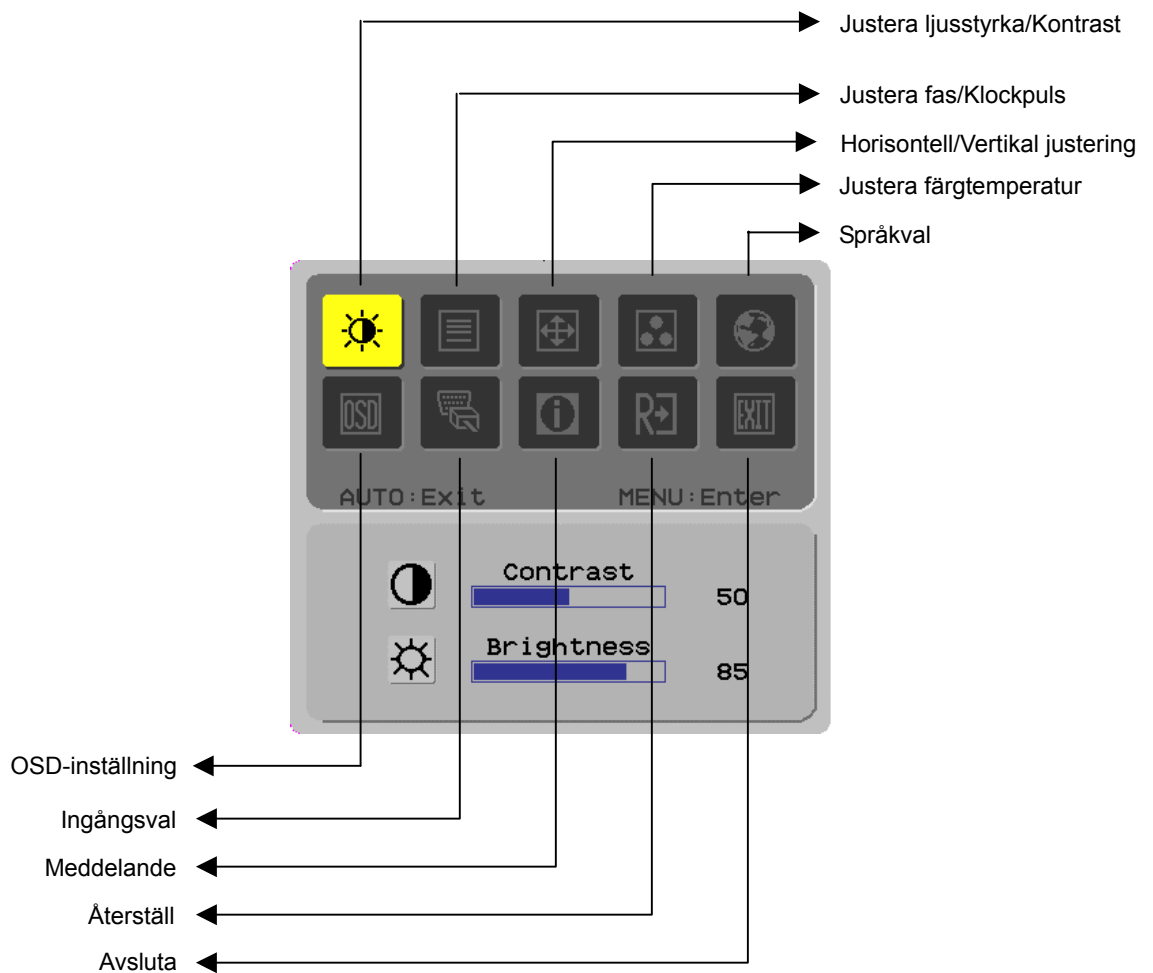 Justera ljusstyrka/Kontrast
Justera fas/Klockpuls
Horisontell/Vertikal justering
Justera färgtemperatur
Språkval
OSD
i
R
EXIT
AUTO:Exit MENU:Enter
Contrast
50
Brightness
85
OSD-inställning
Ingångsval
Meddelande
Återställ
Avsluta